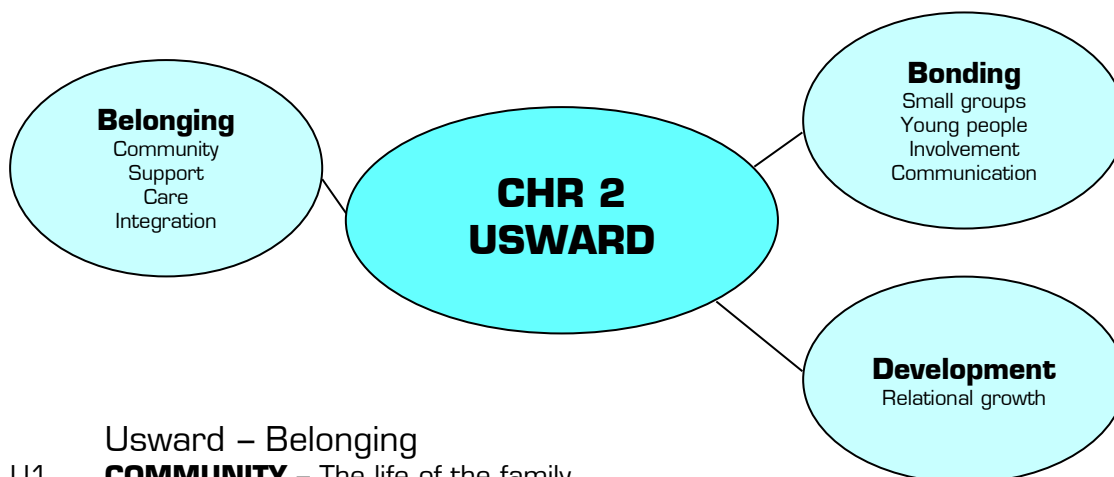 Belonging
Community
Support
Care
Integration
CHR 2
USWARD
Bonding
Small groups
Young people
Involvement
Communication
Development
Relational growth
Usward – Belonging
U1 COMMUNITY – The life of the family